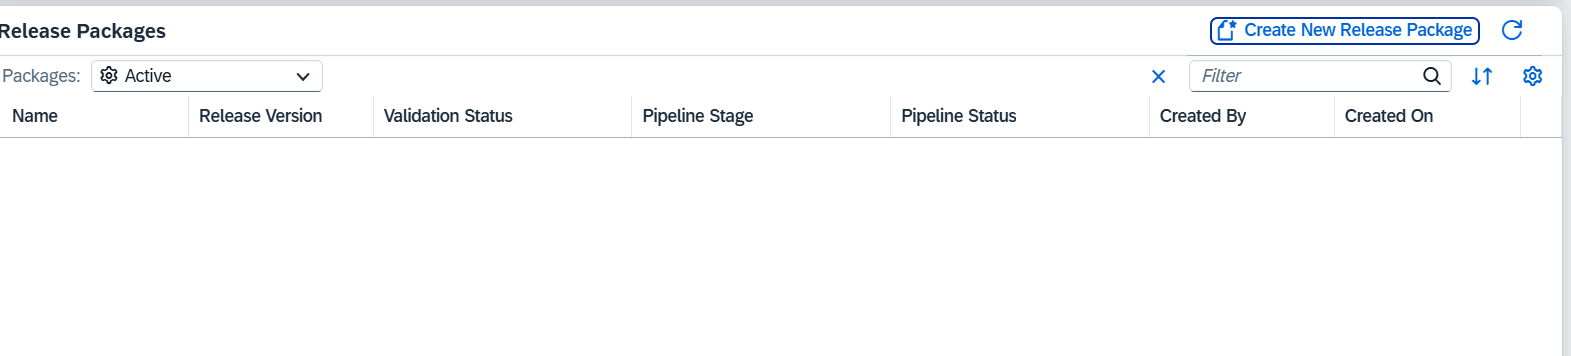 Release Packages
Create New Release Package
Packages: Active
Filter
Name Release Version Validation Status Pipeline Stage Pipeline Status Created By Created On